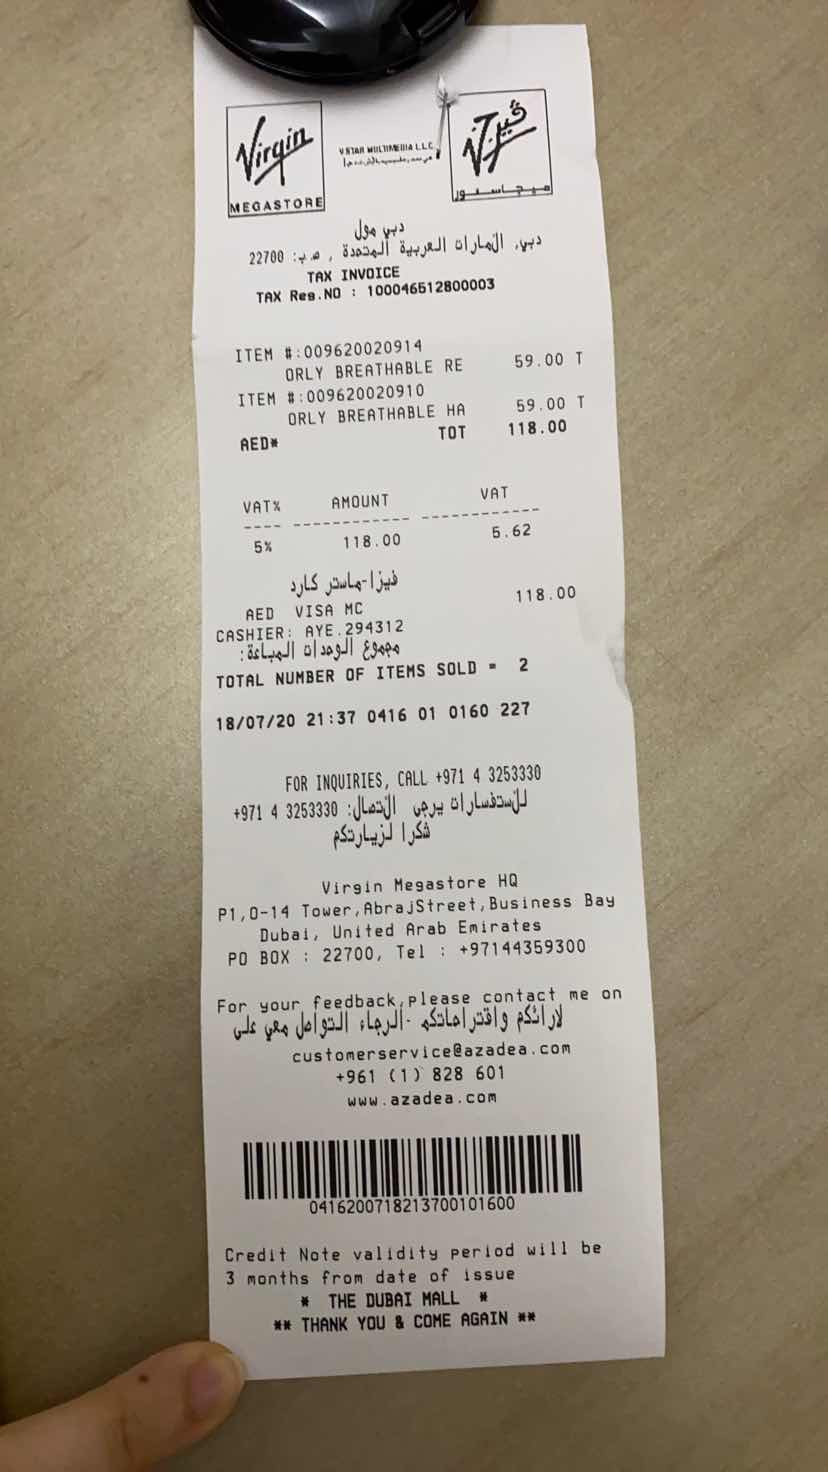 Virgin
MEGASTORE
V STAR MULTIMEDIA L.L.C.
ڤيرجن
ميجاستور
دبي مول
دبي, الامارات العربية المتحدة , ص.ب: 22700
TAX INVOICE
TAX Reg.NO : 100046512800003
ITEM #:009620020914
ORLY BREATHABLE RE 59.00 T
ITEM #:009620020910
ORLY BREATHABLE HA 59.00 T
AED* TOT 118.00
VAT% AMOUNT VAT
---- ------------ ------------
5% 118.00 5.62
فيزا-ماستر كارد
AED VISA MC 118.00
CASHIER: AYE.294312
مجموع الوحدات المباعة:
TOTAL NUMBER OF ITEMS SOLD = 2
18/07/20 21:37 0416 01 0160 227
FOR INQUIRIES, CALL +971 4 3253330
للاستفسارات يرجى الاتصال: 3253330 4 971+
شكرا لزيارتكم
Virgin Megastore HQ
P1,O-14 Tower,AbrajStreet,Business Bay
Dubai, United Arab Emirates
PO BOX : 22700, Tel : +97144359300
For your feedback,please contact me on
لارائكم واقتراحاتكم -الرجاء التواصل معي على
customerservice@azadea.com
+961 (1) 828 601
www.azadea.com
0416200718213700101600
Credit Note validity period will be
3 months from date of issue
* THE DUBAI MALL *
** THANK YOU & COME AGAIN **